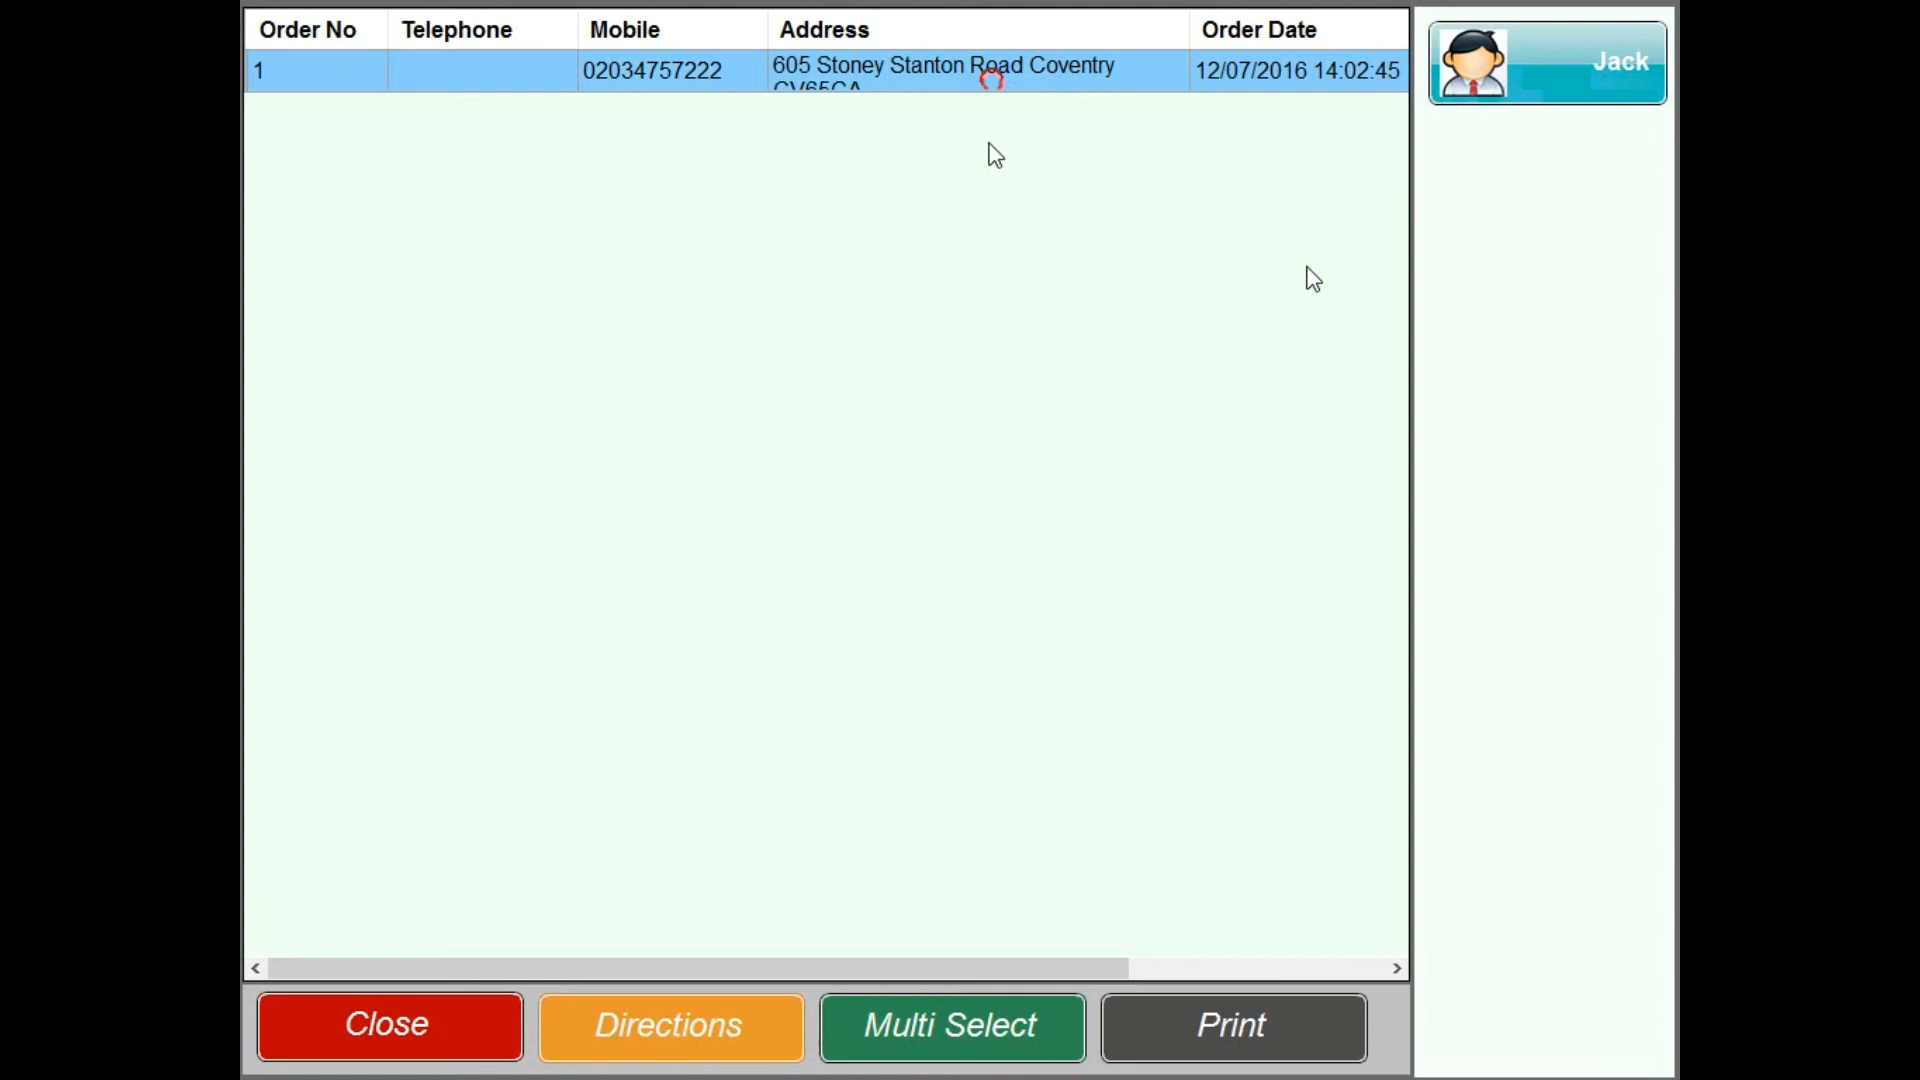 Order No Telephone Mobile Address Order Date
1 02034757222 605 Stoney Stanton Road Coventry 12/07/2016 14:02:45
Jack
Close Directions Multi Select Print